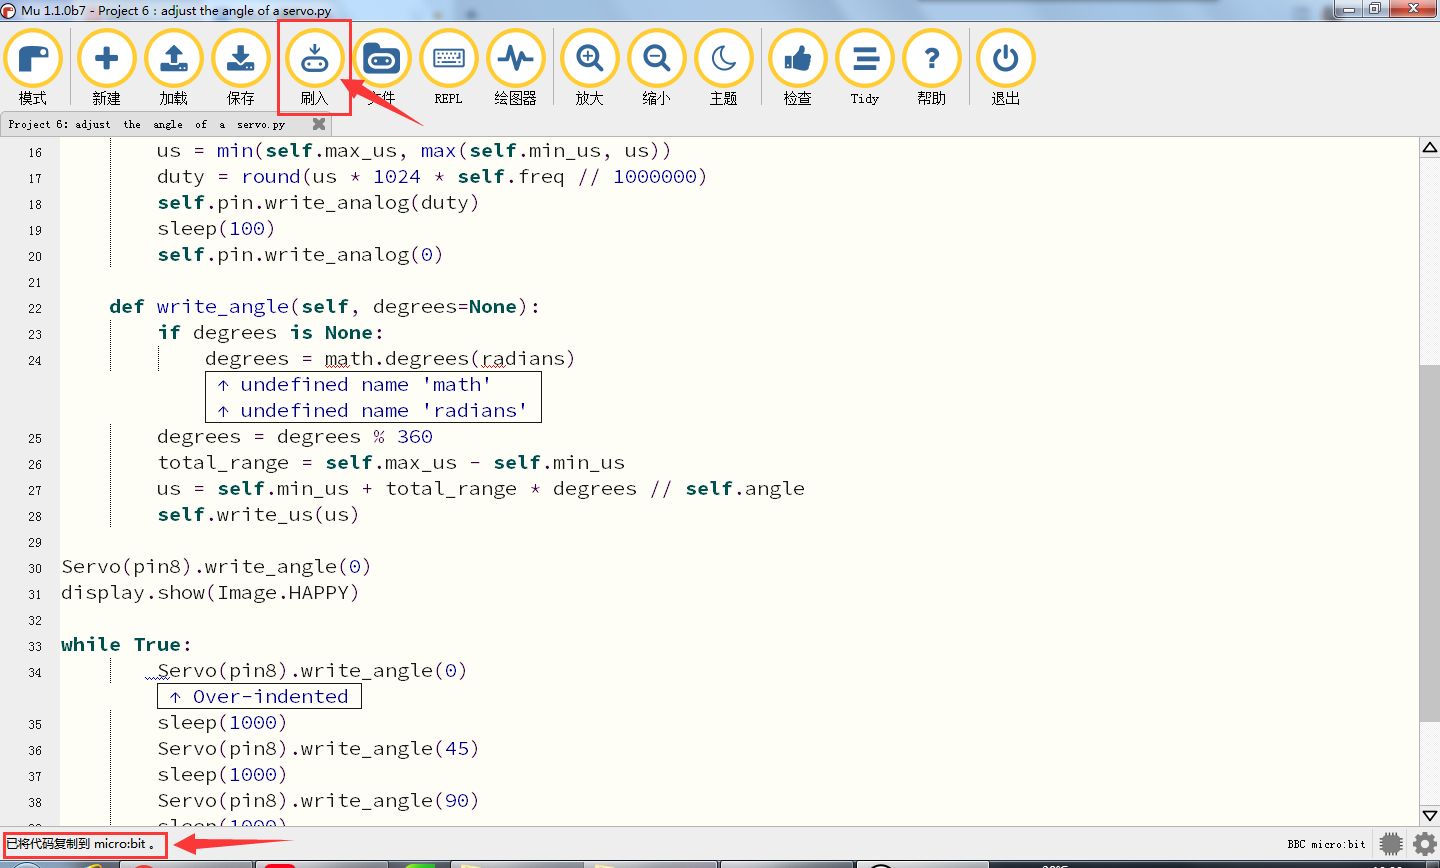 Mu 1.1.0b7 - Project 6：adjust the angle of a servo.py
模式 新建 加载 保存 刷入 文件 REPL 绘图器 放大 缩小 主题 检查 Tidy 帮助 退出
Project 6: adjust the angle of a servo.py
16 us = min(self.max_us, max(self.min_us, us))
17 duty = round(us * 1024 * self.freq // 1000000)
18 self.pin.write_analog(duty)
19 sleep(100)
20 self.pin.write_analog(0)
21
22 def write_angle(self, degrees=None):
23 if degrees is None:
24 degrees = math.degrees(radians)
↑ undefined name 'math'
↑ undefined name 'radians'
25 degrees = degrees % 360
26 total_range = self.max_us - self.min_us
27 us = self.min_us + total_range * degrees // self.angle
28 self.write_us(us)
29
30 Servo(pin8).write_angle(0)
31 display.show(Image.HAPPY)
32
33 while True:
34 Servo(pin8).write_angle(0)
↑ Over-indented
35 sleep(1000)
36 Servo(pin8).write_angle(45)
37 sleep(1000)
38 Servo(pin8).write_angle(90)
sleep(1000)
已将代码复制到 micro:bit 。
BBC micro:bit